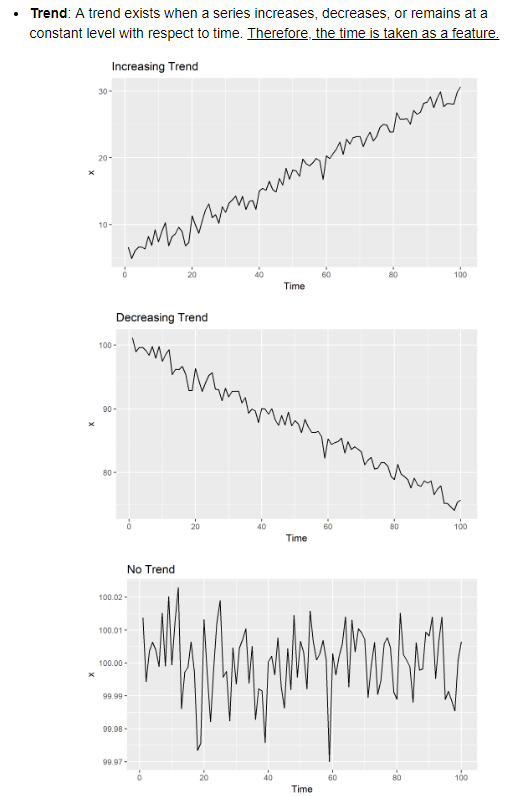 • Trend: A trend exists when a series increases, decreases, or remains at a
constant level with respect to time. Therefore, the time is taken as a feature.
Increasing Trend
30
20
10
x
0 20 40 60 80 100
Time
Decreasing Trend
100
90
80
x
0 20 40 60 80 100
Time
No Trend
100.02
100.01
100.00
99.99
99.98
99.97
x
0 20 40 60 80 100
Time